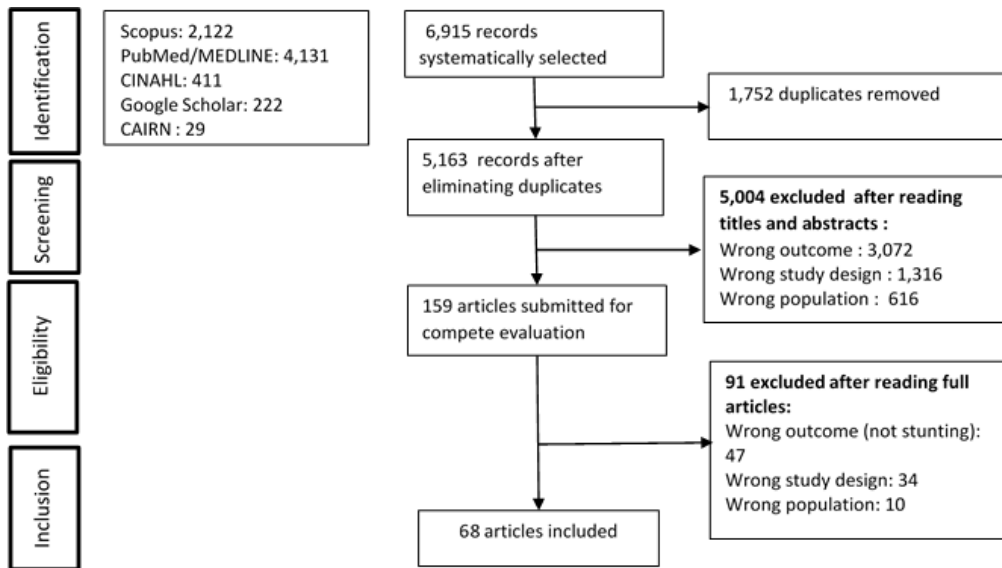 Identification
Scopus: 2,122
PubMed/MEDLINE: 4,131
CINAHL: 411
Google Scholar: 222
CAIRN : 29
6,915 records
systematically selected
1,752 duplicates removed
Screening
5,163 records after
eliminating duplicates
5,004 excluded after reading
titles and abstracts :
Wrong outcome : 3,072
Wrong study design : 1,316
Wrong population : 616
Eligibility
159 articles submitted for
compete evaluation
91 excluded after reading full
articles:
Wrong outcome (not stunting):
47
Wrong study design: 34
Wrong population: 10
Inclusion
68 articles included